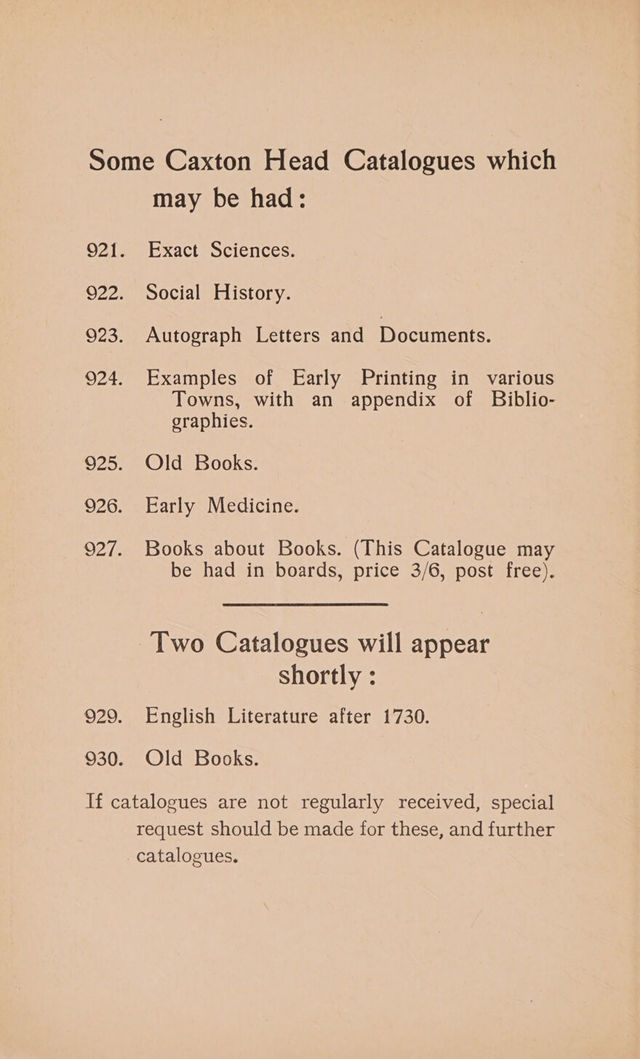 Some Caxton Head Catalogues which
may be had:
921. Exact Sciences.
922. Social History.
923. Autograph Letters and Documents.
924. Examples of Early Printing in various
Towns, with an appendix of Biblio-
graphies.
925. Old Books.
926. Early Medicine.
927. Books about Books. (This Catalogue may
be had in boards, price 3/6, post free).
Two Catalogues will appear
shortly:
929. English Literature after 1730.
930. Old Books.
If catalogues are not regularly received, special
request should be made for these, and further
catalogues.